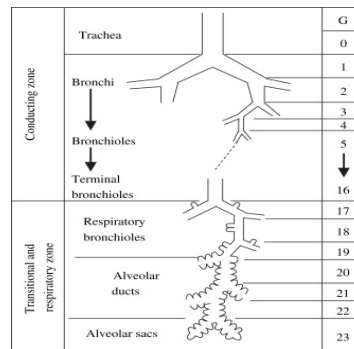 G
Trachea
0
Conducting zone
1
Bronchi
2
3
4
Bronchioles
5
Terminal
bronchioles
16
Transitional and
respiratory zone
17
Respiratory
bronchioles
18
19
Alveolar
ducts
20
21
22
Alveolar sacs
23